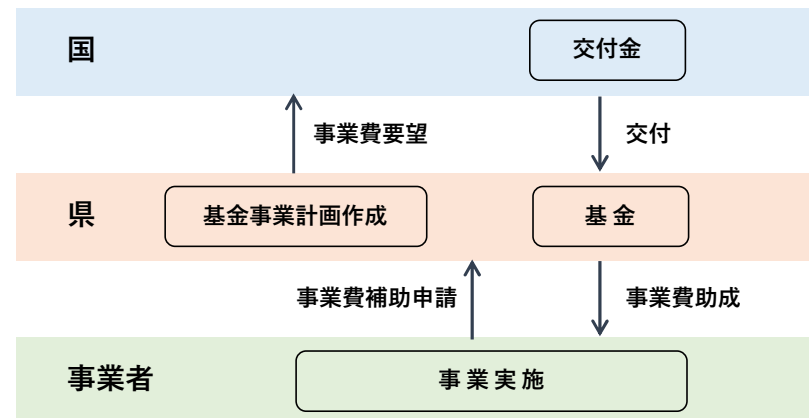 国
交付金
事業費要望
交付
県
基金事業計画作成
基 金
事業費補助申請
事業費助成
事業者
事 業 実 施